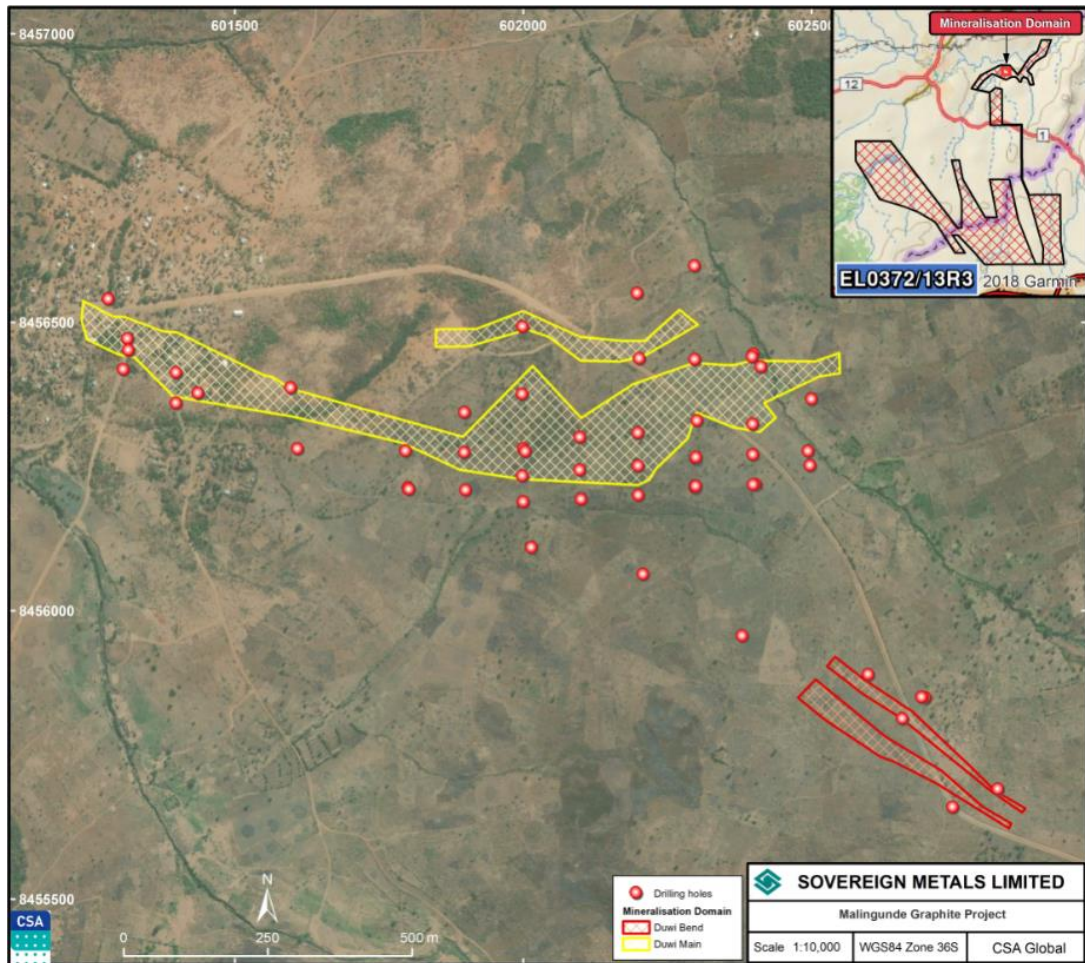 601500
602000
602500
8457000
8456500
8456000
8455500
Mineralisation Domain
12
1
EL0372/13R3
2018 Garmin
N
0
250
500 m
CSA
Drilling holes
Mineralisation Domain
Duwi Bend
Duwi Main
SOVEREIGN METALS LIMITED
Malingunde Graphite Project
Scale 1:10,000
WGS84 Zone 36S
CSA Global